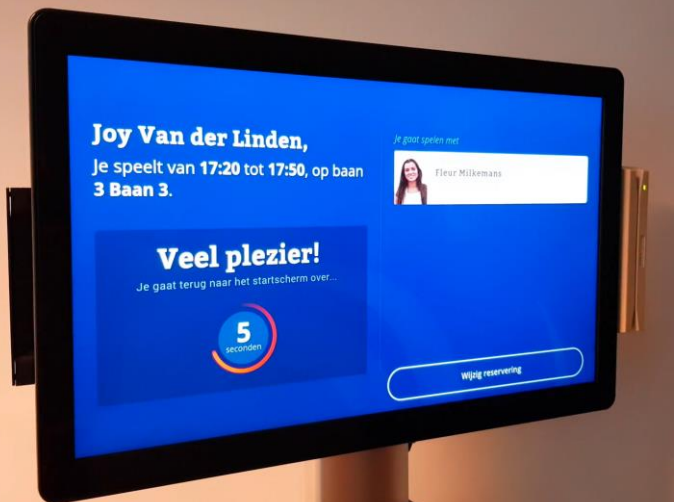 Joy Van der Linden,
Je speelt van 17:20 tot 17:50, op baan
3 Baan 3.
Veel plezier!
Je gaat terug naar het startscherm over...
5
seconden
Je gaat spelen met
Fleur Milkemans
Wijzig reservering